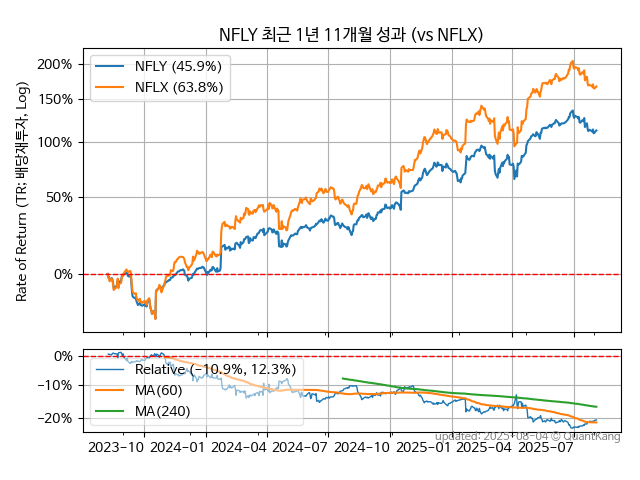 NFLY 최근 1년 11개월 성과 (vs NFLX)
Rate of Return (TR: 배당재투자, Log)
200%
150%
100%
50%
0%
NFLY (45.9%)
NFLX (63.8%)
0%
−10%
−20%
Relative (−10.9%, 12.3%)
MA(60)
MA(240)
updated: 2025-08-04 © QuantKang
2023-10 2024-01 2024-04 2024-07 2024-10 2025-01 2025-04 2025-07